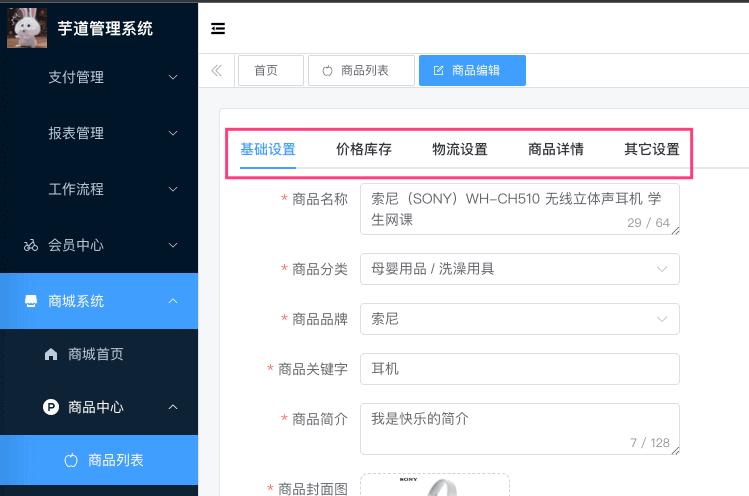 芋道管理系统
支付管理
报表管理
工作流程
会员中心
商城系统
商城首页
P 商品中心
商品列表
首页
商品列表
商品编辑
基础设置 价格库存 物流设置 商品详情 其它设置
* 商品名称 索尼（SONY）WH-CH510 无线立体声耳机 学
生网课
29 / 64
* 商品分类 母婴用品 / 洗澡用具
* 商品品牌 索尼
* 商品关键字 耳机
* 商品简介 我是快乐的简介
7 / 128
* 商品封面图
SONY